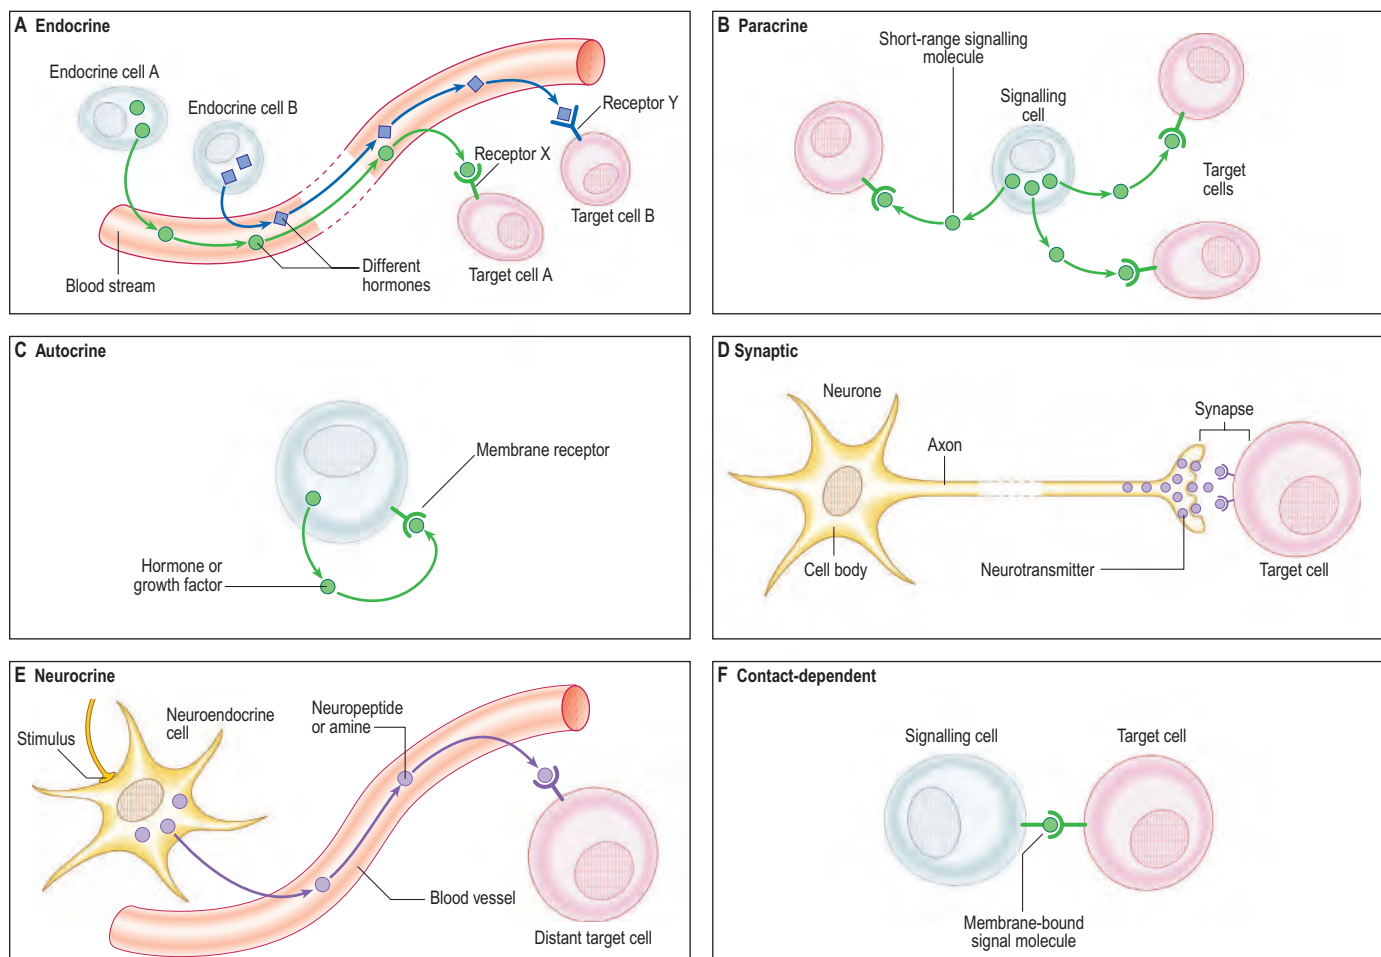 A Endocrine
Endocrine cell A
Endocrine cell B
Receptor Y
Receptor X
Target cell B
Target cell A
Different
hormones
Blood stream
B Paracrine
Short-range signalling
molecule
Signalling
cell
Target
cells
C Autocrine
Membrane receptor
Hormone or
growth factor
D Synaptic
Neurone
Synapse
Axon
Cell body
Neurotransmitter
Target cell
E Neurocrine
Neuropeptide
or amine
Neuroendocrine
cell
Stimulus
Blood vessel
Distant target cell
F Contact-dependent
Signalling cell
Target cell
Membrane-bound
signal molecule